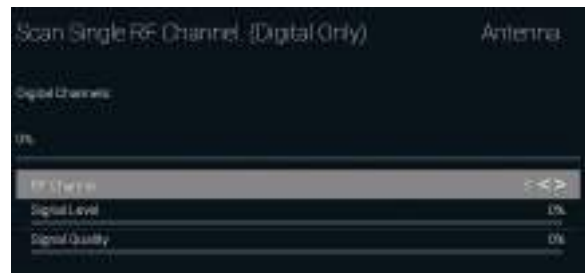 Scan Single RF Channel (Digital Only) Antenna
Digital Channels:
0%
RF Channel < >
Signal Level 0%
Signal Quality 0%